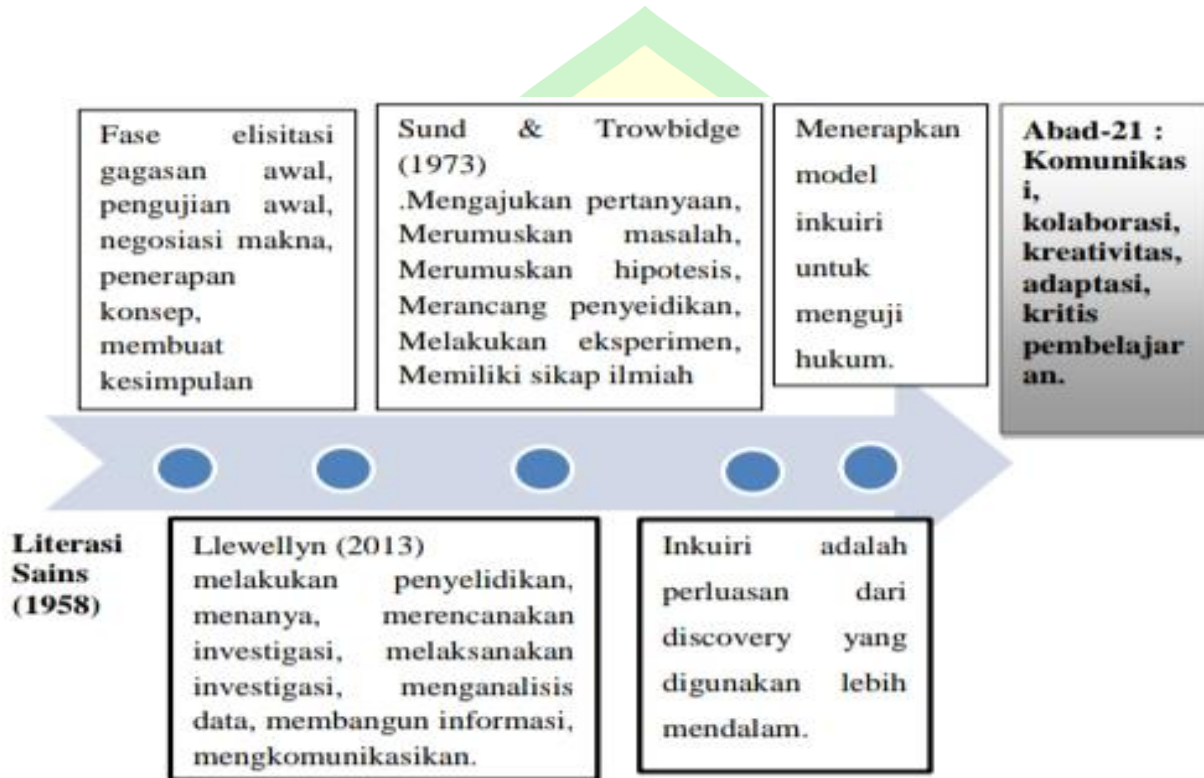 Fase elisitasi
gagasan awal,
pengujian awal,
negosiasi makna,
penerapan
konsep,
membuat
kesimpulan
Sund & Trowbidge
(1973)
.Mengajukan pertanyaan,
Merumuskan masalah,
Merumuskan hipotesis,
Merancang penyeidikan,
Melakukan eksperimen,
Memiliki sikap ilmiah
Menerapkan
model
inkuiri
untuk
menguji
hukum.
Abad-21 :
Komunikas
i,
kolaborasi,
kreativitas,
adaptasi,
kritis
pembelajar
an.
Literasi
Sains
(1958)
Llewellyn (2013)
melakukan penyelidikan,
menanya, merencanakan
investigasi, melaksanakan
investigasi, menganalisis
data, membangun informasi,
mengkomunikasikan.
Inkuiri adalah
perluasan dari
discovery yang
digunakan lebih
mendalam.